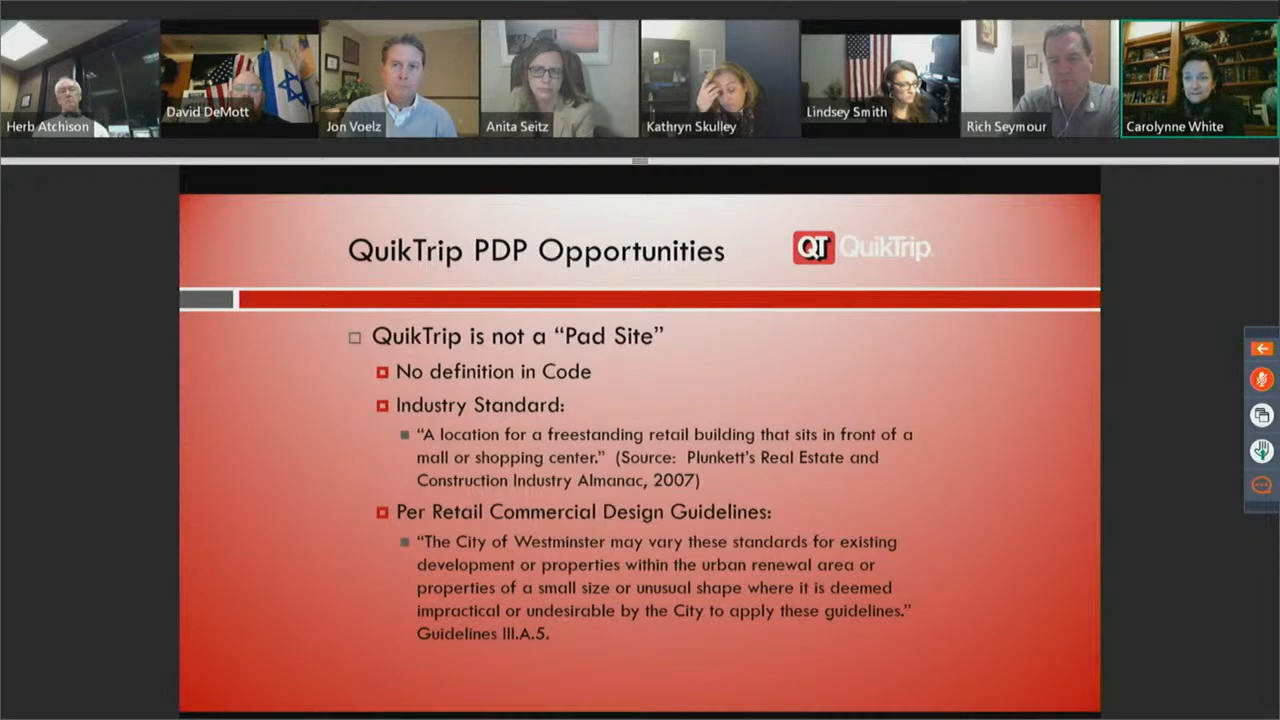 Herb Atchison
David DeMott
Jon Voelz
Anita Seitz
Kathryn Skulley
Lindsey Smith
Rich Seymour
Carolynne White
QuikTrip PDP Opportunities
QT QuikTrip
QuikTrip is not a “Pad Site”
No definition in Code
Industry Standard:
“A location for a freestanding retail building that sits in front of a
mall or shopping center.” (Source: Plunkett’s Real Estate and
Construction Industry Almanac, 2007)
Per Retail Commercial Design Guidelines:
“The City of Westminster may vary these standards for existing
development or properties within the urban renewal area or
properties of a small size or unusual shape where it is deemed
impractical or undesirable by the City to apply these guidelines.”
Guidelines III.A.5.